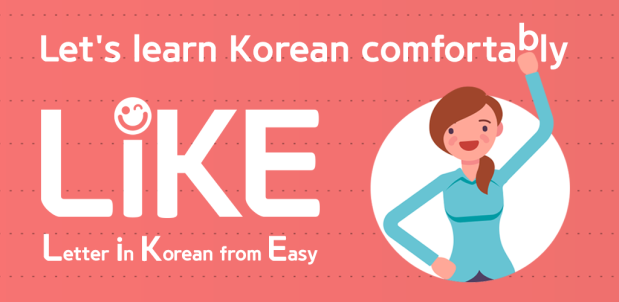 Let's learn Korean comfortably
LiKE
Letter in Korean from Easy